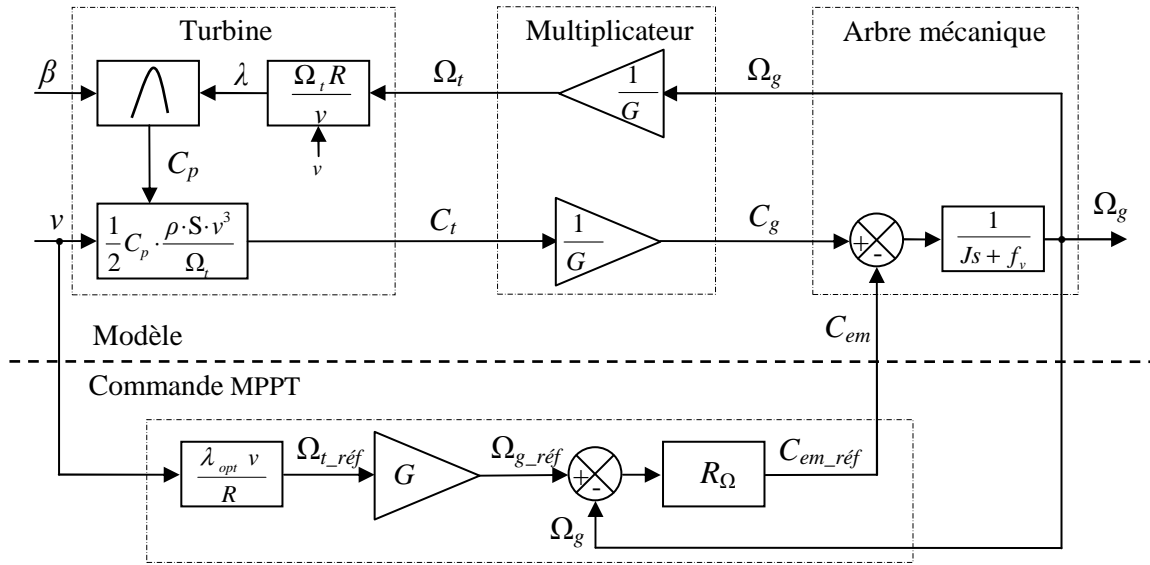 Turbine
Multiplicateur
Arbre mécanique
β
λ
Ω_t R / v
Ω_t
1 / G
Ω_g
v
C_p
v
1/2 C_p · ρ·S·v³ / Ω_t
C_t
1 / G
C_g
+
-
1 / Js + f_v
Ω_g
Modèle
C_em
Commande MPPT
λ_opt v / R
Ω_t_réf
G
Ω_g_réf
+
-
R_Ω
C_em_réf
Ω_g